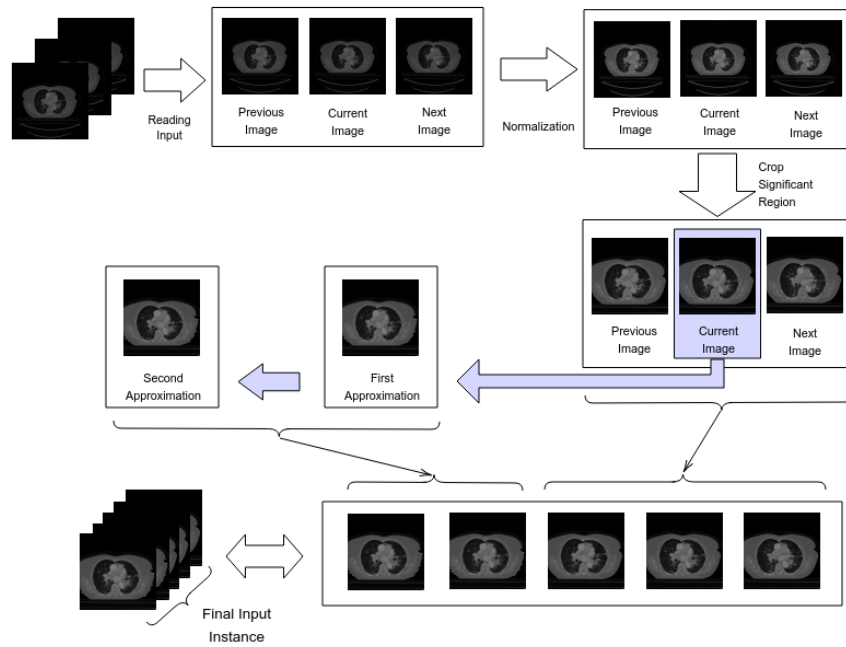 Reading
Input
Previous
Image
Current
Image
Next
Image
Normalization
Previous
Image
Current
Image
Next
Image
Crop
Significant
Region
Previous
Image
Current
Image
Next
Image
Second
Approximation
First
Approximation
Final Input
Instance